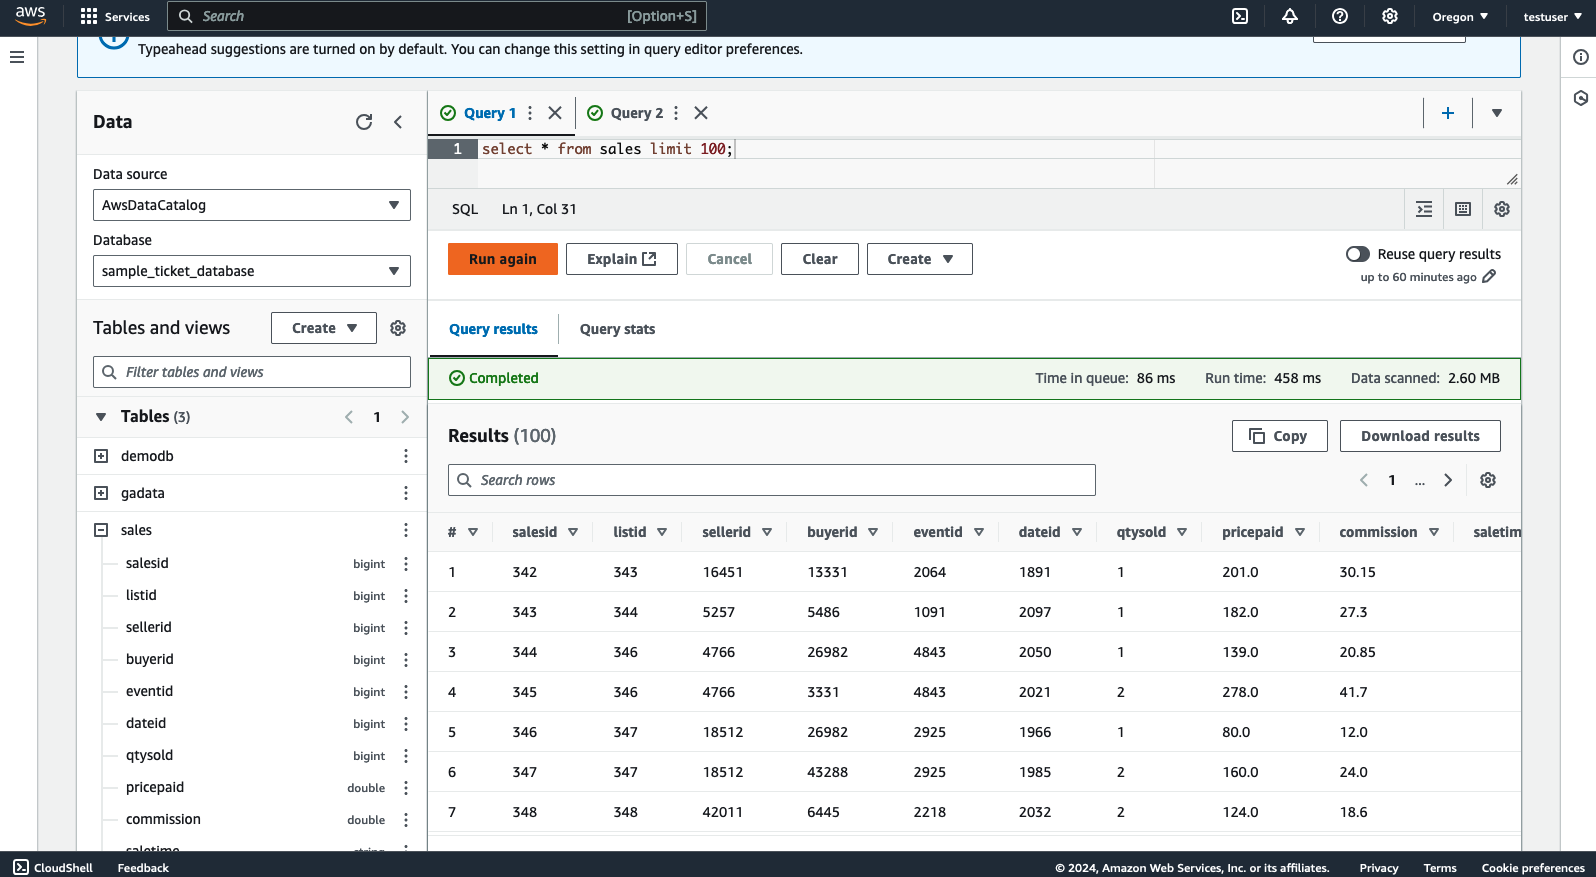 aws
Services
Search
[Option+S]
Oregon
testuser
Typeahead suggestions are turned on by default. You can change this setting in query editor preferences.
Data
Data source
AwsDataCatalog
Database
sample_ticket_database
Tables and views
Create
Filter tables and views
Tables (3)
1
demodb
gadata
sales
salesid bigint
listid bigint
sellerid bigint
buyerid bigint
eventid bigint
dateid bigint
qtysold bigint
pricepaid double
commission double
saletime string
Query 1
Query 2
1 select * from sales limit 100;
SQL Ln 1, Col 31
Run again
Explain
Cancel
Clear
Create
Reuse query results
up to 60 minutes ago
Query results
Query stats
Completed
Time in queue: 86 ms Run time: 458 ms Data scanned: 2.60 MB
Results (100)
Copy
Download results
Search rows
1 ...
# salesid listid sellerid buyerid eventid dateid qtysold pricepaid commission saletim
1 342 343 16451 13331 2064 1891 1 201.0 30.15
2 343 344 5257 5486 1091 2097 1 182.0 27.3
3 344 346 4766 26982 4843 2050 1 139.0 20.85
4 345 346 4766 3331 4843 2021 2 278.0 41.7
5 346 347 18512 26982 2925 1966 1 80.0 12.0
6 347 347 18512 43288 2925 1985 2 160.0 24.0
7 348 348 42011 6445 2218 2032 2 124.0 18.6
CloudShell
Feedback
© 2024, Amazon Web Services, Inc. or its affiliates.
Privacy
Terms
Cookie preferences